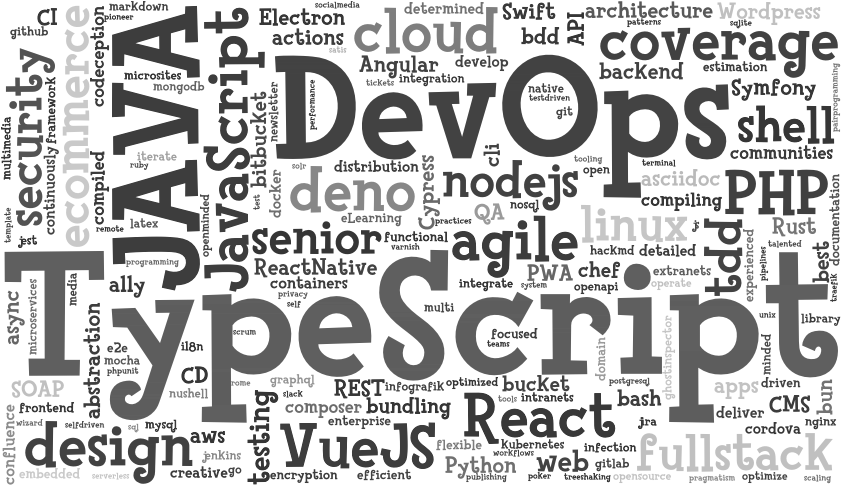 markdown
pioneer
CI
github
JAVA
codeception
ecommerce
microsites
mongodb
security
multimedia
continuously
framework
compiled
iterate
ruby
remote
latex
template
jest
programming
socialmedia
Electron
actions
satis
cloud
determined
Swift
bdd
API
architecture
patterns
Wordpress
sqlite
coverage
backend
estimation
Angular
develop
integration
tickets
JavaScript
bitbucket
newsletter
performance
DevOps
native
testdriven
git
Symfony
pairprogramming
shell
communities
solr
distribution
cli
tooling
open
terminal
docker
test
deno
Cypress
nodejs
asciidoc
compiling
PHP
openminded
eLearning
practices
QA
nosql
linux
jr
Rust
documentation
senior
functional
varnish
agile
hackmd
detailed
tdd
experienced
talented
pipelines
best
ReactNative
containers
privacy
self
integrate
PWA
system
chef
openapi
extranets
operate
traefik
async
microservices
media
ally
TypeScript
multi
unix
library
abstraction
e2e
mocha
phpunit
i18n
scrum
focused
teams
domain
ghostinspector
minded
SOAP
CD
nushell
rome
graphql
slack
REST
infografik
optimized
bucket
tools
intranets
postgresql
bash
apps
driven
bun
frontend
wizard
selfdriven
sql
mysql
composer
bundling
enterprise
React
jra
deliver
CMS
cordova
nginx
confluence
design
aws
jenkins
testing
VueJS
flexible
Kubernetes
workflows
infection
fullstack
embedded
serverless
creative
go
encryption
efficient
Python
publishing
web
poker
gitlab
treeshaking
opensource
pragmatism
optimize
scaling